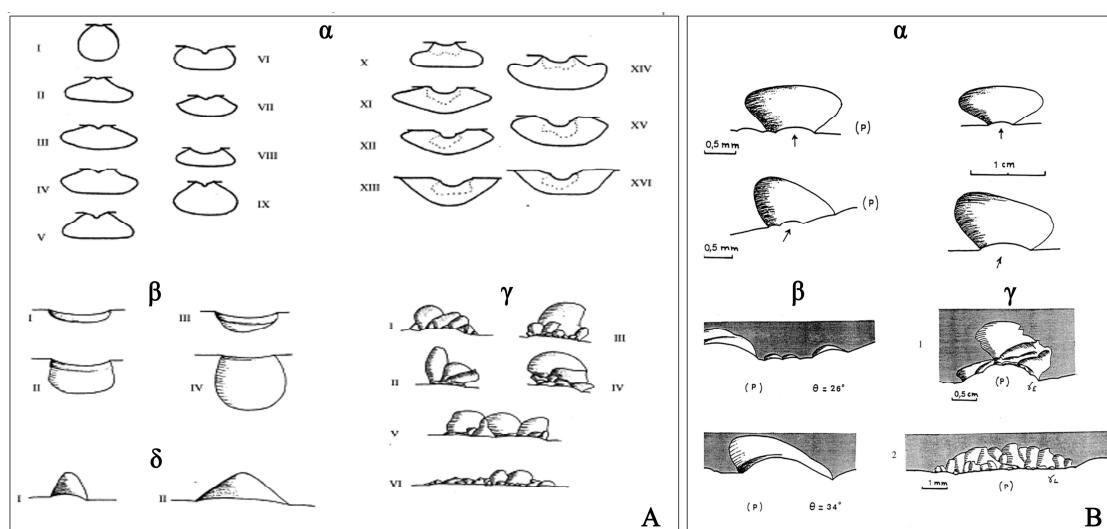 α
I
II
III
IV
V
VI
VII
VIII
IX
X
XI
XII
XIII
XIV
XV
XVI
β
I
II
III
IV
γ
I
II
III
IV
V
VI
δ
I
II
A
α
(P)
0,5 mm
1 cm
(P)
0,5 mm
β
(P) θ = 26°
(P) θ = 34°
γ
1
(P) γE
0,5 cm
2
(P) γL
1 mm
B